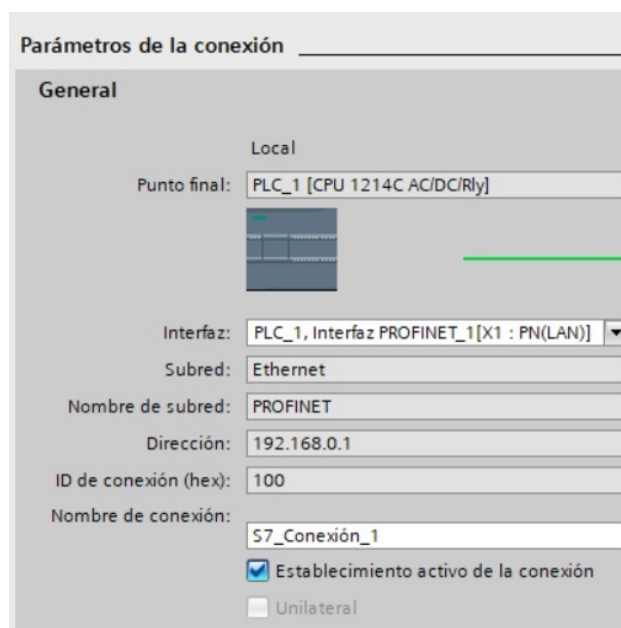 Parámetros de la conexión
General
Local
Punto final: PLC_1 [CPU 1214C AC/DC/Rly]
Interfaz: PLC_1, Interfaz PROFINET_1[X1 : PN(LAN)]
Subred: Ethernet
Nombre de subred: PROFINET
Dirección: 192.168.0.1
ID de conexión (hex): 100
Nombre de conexión:
S7_Conexión_1
Establecimiento activo de la conexión
Unilateral